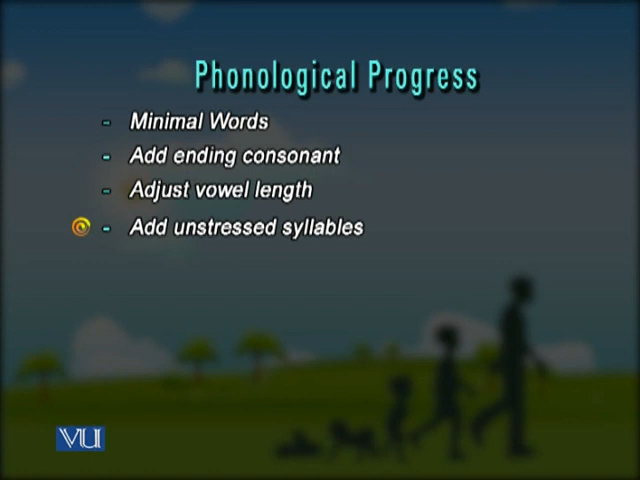 Phonological Progress
- Minimal Words
- Add ending consonant
- Adjust vowel length
- Add unstressed syllables
VU